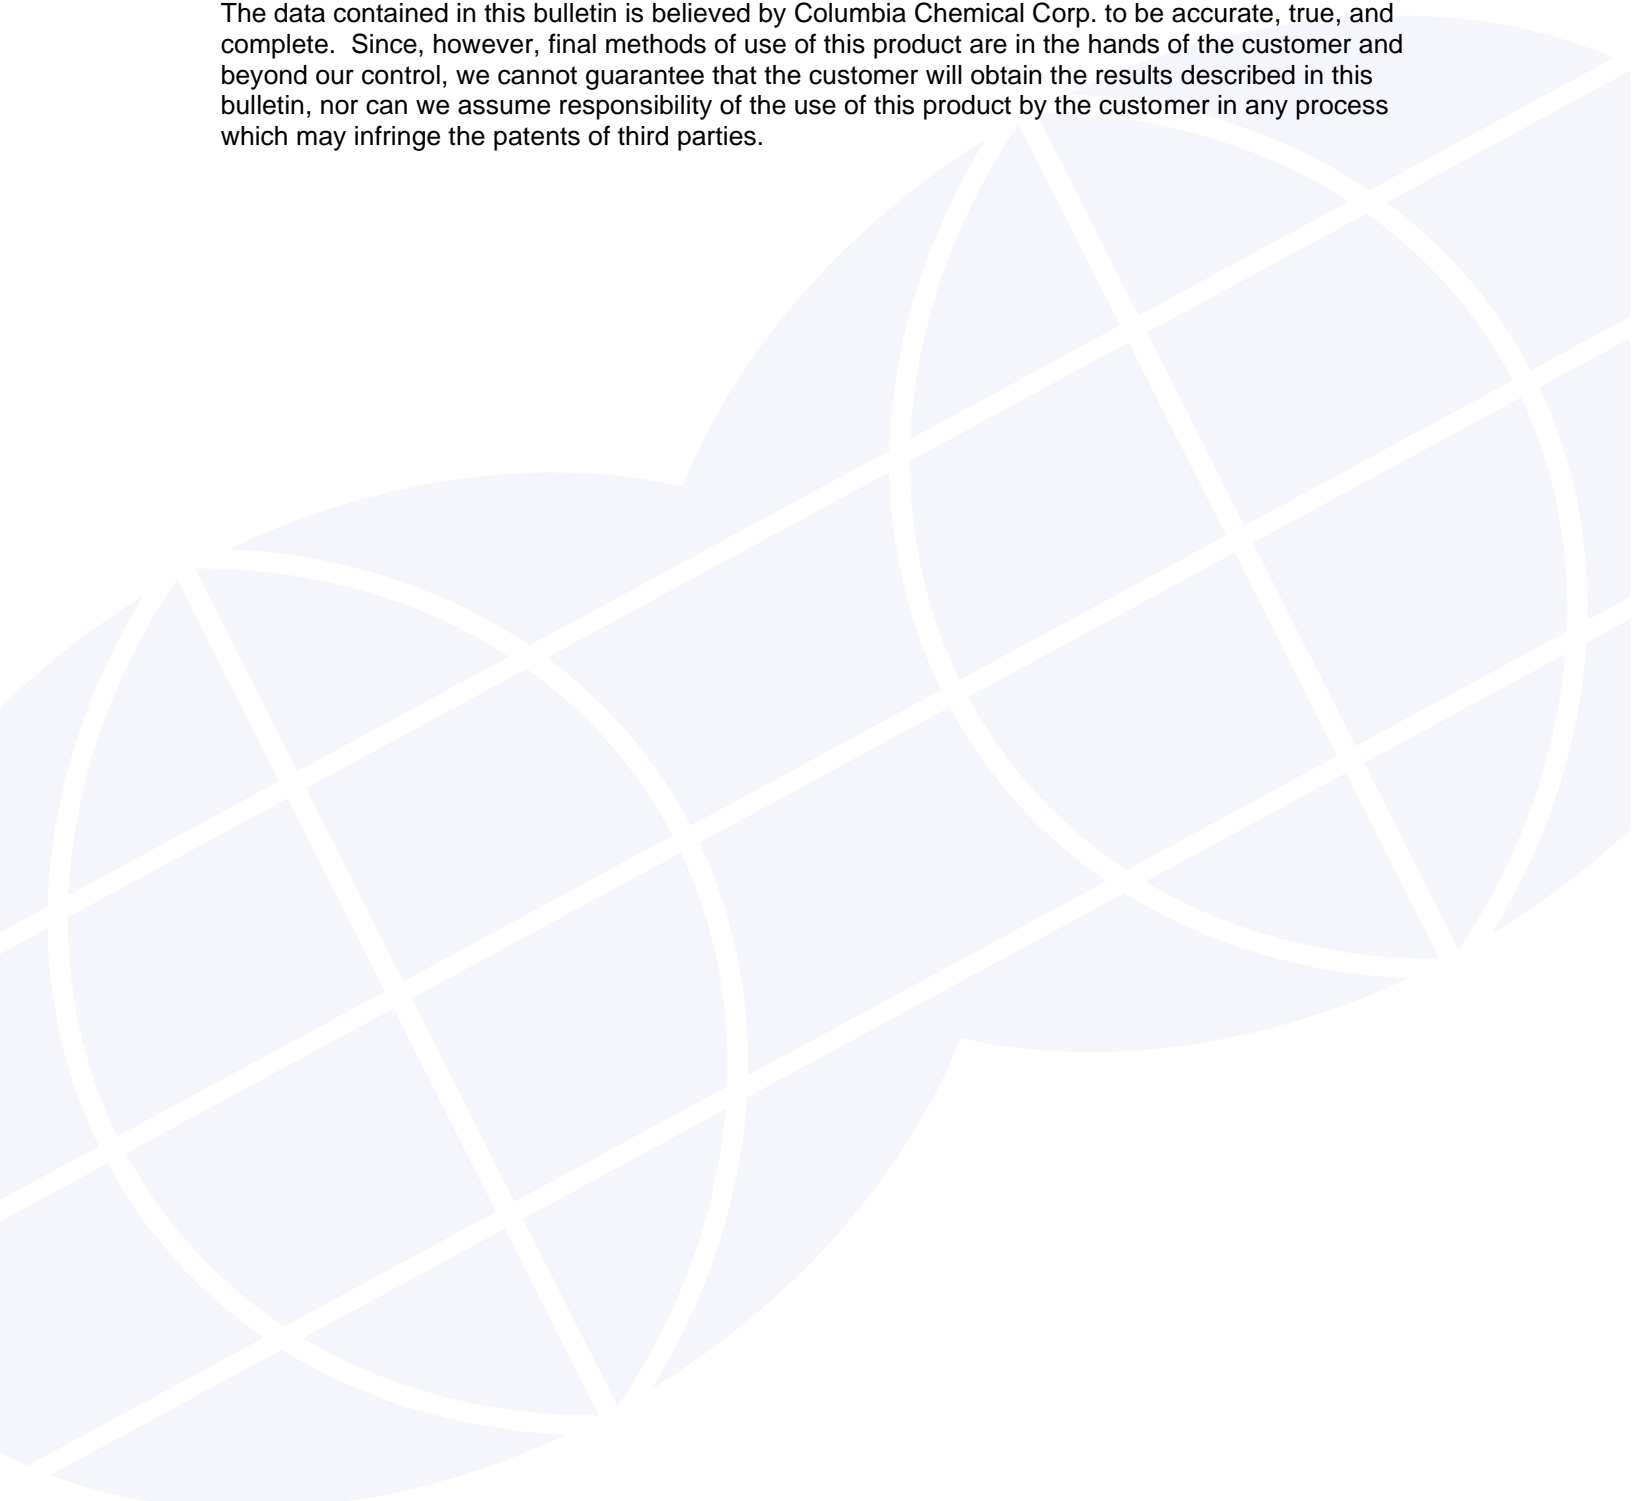 The data contained in this bulletin is believed by Columbia Chemical Corp. to be accurate, true, and
complete.  Since, however, final methods of use of this product are in the hands of the customer and
beyond our control, we cannot guarantee that the customer will obtain the results described in this
bulletin, nor can we assume responsibility of the use of this product by the customer in any process
which may infringe the patents of third parties.